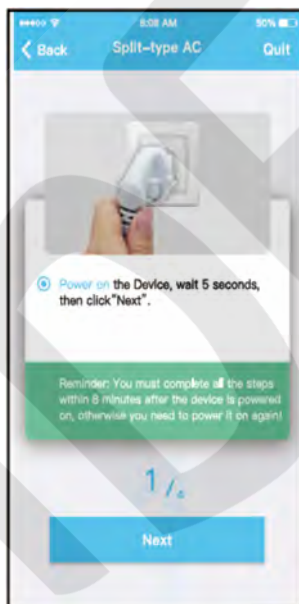 8:08 AM
50%
Back
Split-type AC
Quit
Power on the Device, wait 5 seconds,
then click"Next".
Reminder: You must complete all the steps
within 8 minutes after the device is powered
on, otherwise you need to power it on again!
1/4
Next